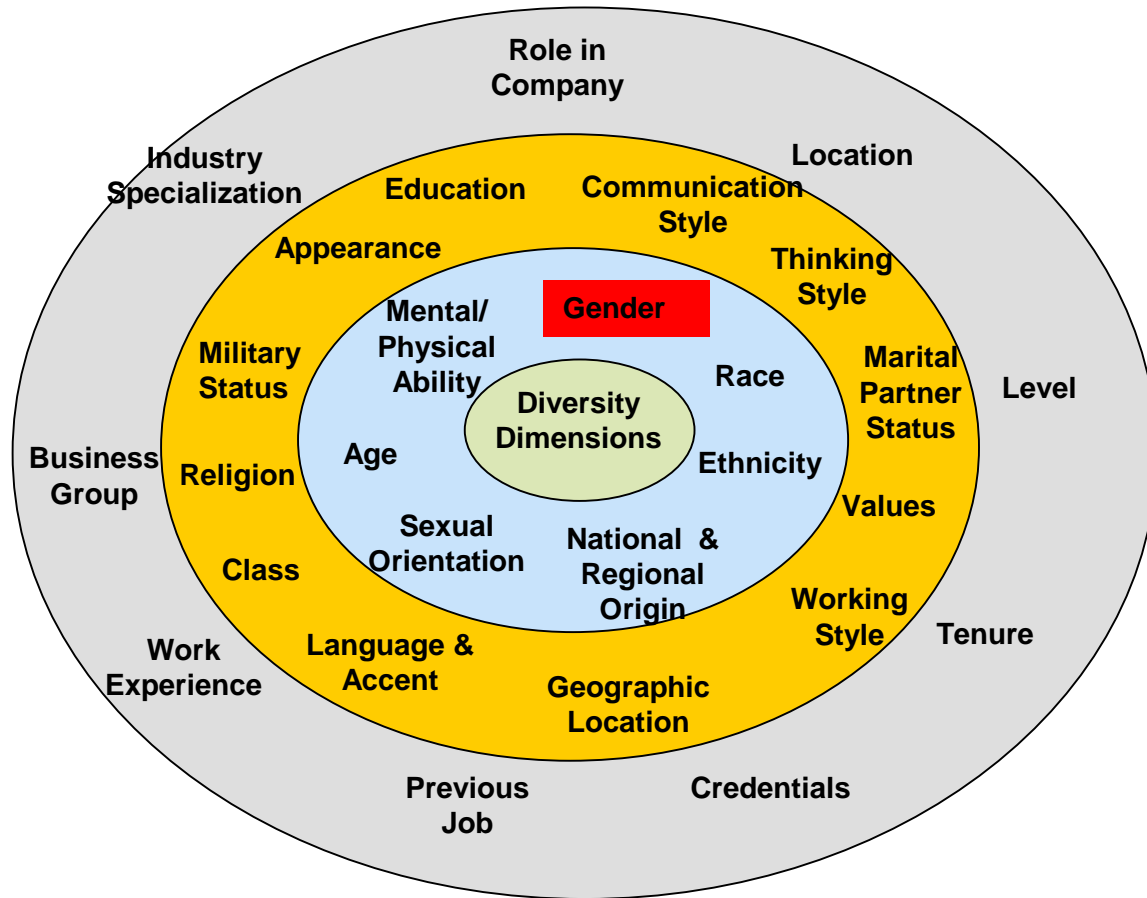 Role in
Company
Industry
Specialization
Location
Education
Communication
Style
Appearance
Thinking
Style
Mental/
Physical
Ability
Gender
Military
Status
Race
Marital
Partner
Status
Level
Diversity
Dimensions
Business
Group
Religion
Age
Ethnicity
Values
Sexual
Orientation
National &
Regional
Origin
Class
Working
Style
Tenure
Work
Experience
Language &
Accent
Geographic
Location
Previous
Job
Credentials